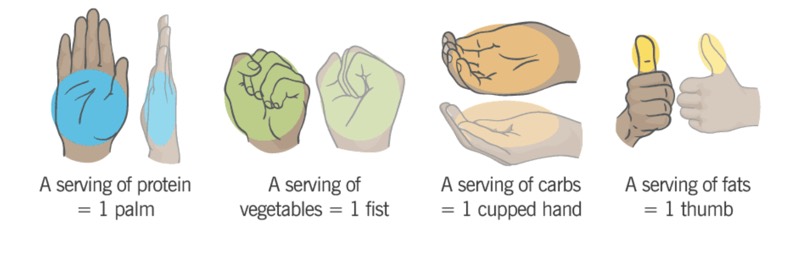 A serving of protein
= 1 palm
A serving of
vegetables = 1 fist
A serving of carbs
= 1 cupped hand
A serving of fats
= 1 thumb